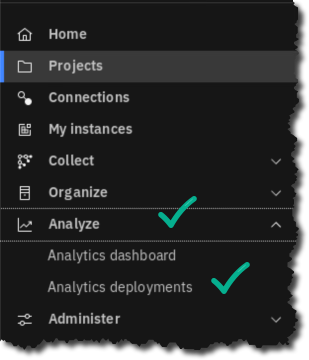 Home
Projects
Connections
My instances
Collect
Organize
Analyze
Analytics dashboard
Analytics deployments
Administer